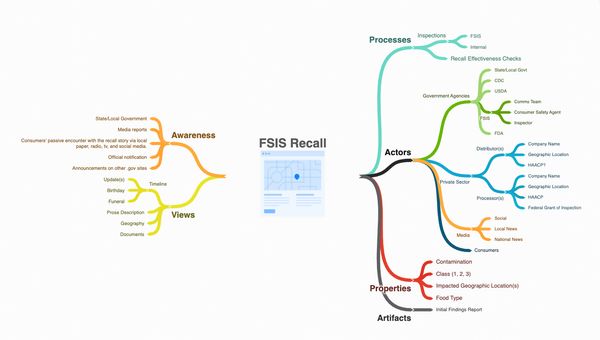 FSIS Recall
Awareness
State/Local Government
Media reports
Consumers' passive encounter with the recall story via local
paper, radio, tv, and social media.
Official notification
Announcements on other .gov sites
Views
Timeline
Update(s)
Birthday
Funeral
Prose Description
Geography
Documents
Processes
Inspections
FSIS
Internal
Recall Effectiveness Checks
Actors
Government Agencies
State/Local Govt
CDC
USDA
FSIS
Comms Team
Consumer Safety Agent
Inspector
FDA
Private Sector
Distributor(s)
Company Name
Geographic Location
HAACP1
Processor(s)
Company Name
Geographic Location
HAACP
Federal Grant of Inspection
Media
Social
Local News
National News
Consumers
Properties
Contamination
Class (1, 2, 3)
Impacted Geographic Location(s)
Food Type
Artifacts
Initial Findings Report